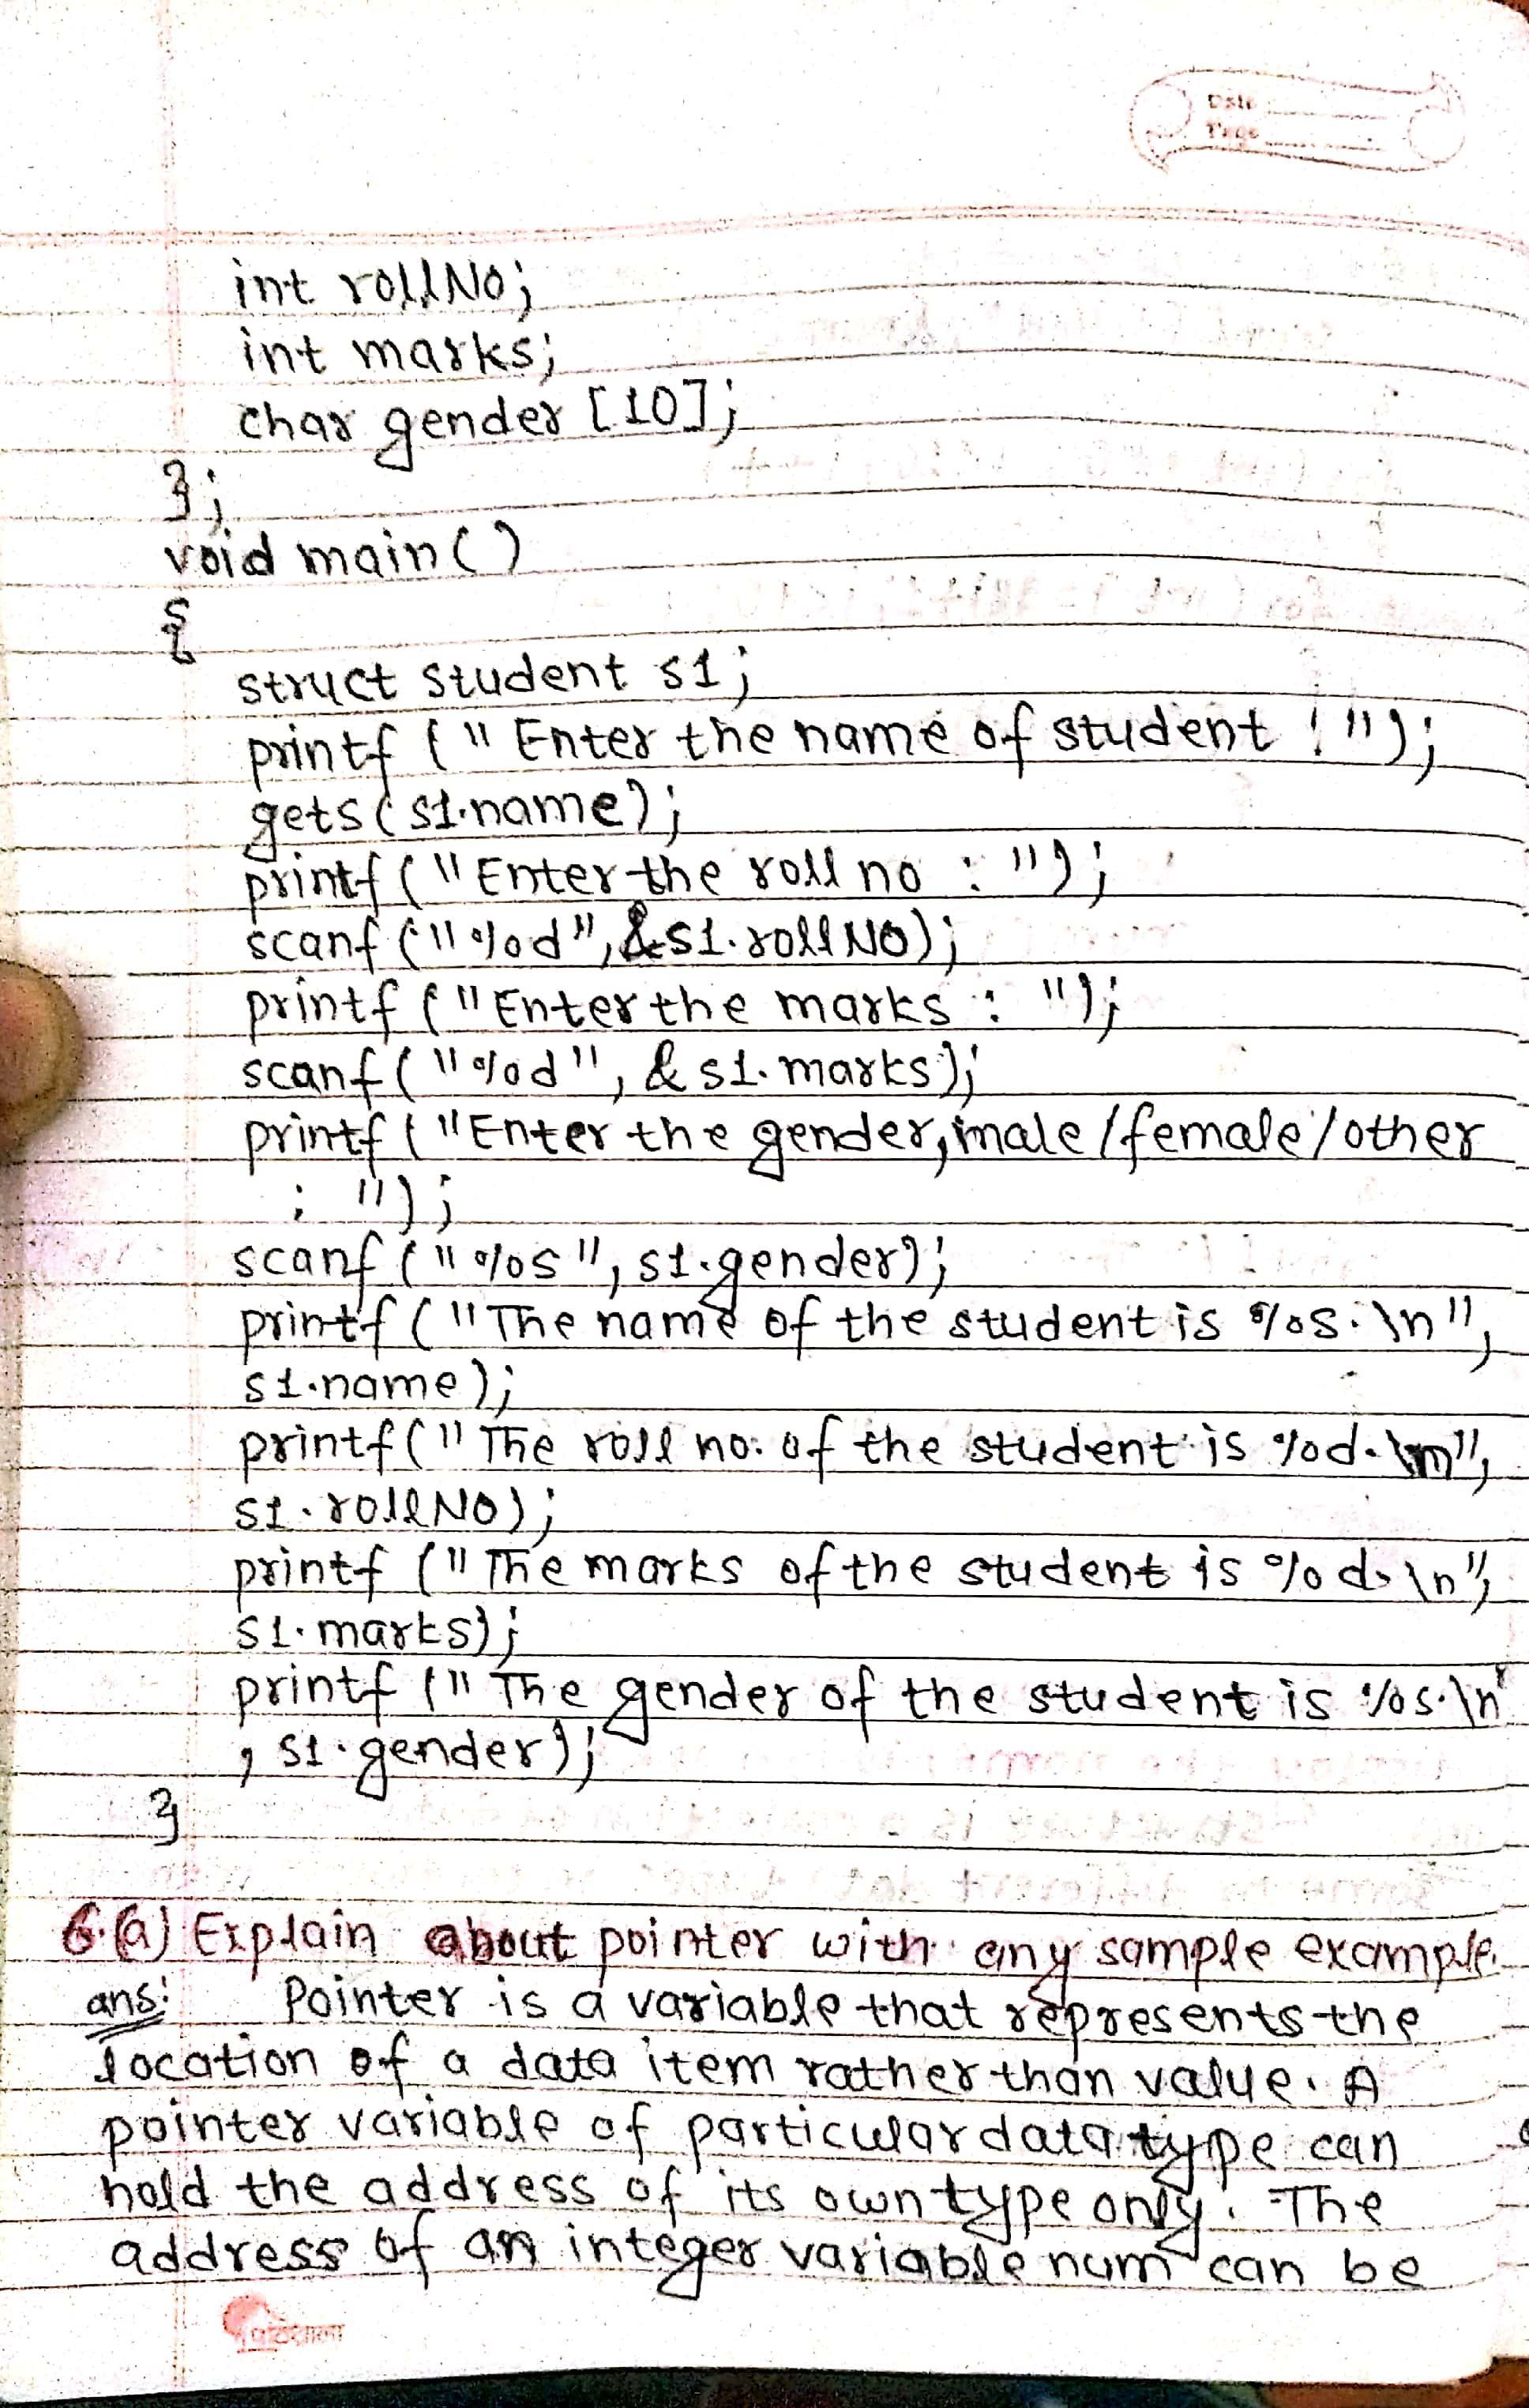 Date
Page
int rollNo;
int marks;
char gender [10];
};
void main()
{
struct student s1;
printf (" Enter the name of student : ");
gets(s1.name);
printf ("Enter the roll no : ");
scanf ("%d", &s1.rollNo);
printf ("Enter the marks : ");
scanf ("%d", &s1.marks);
printf ("Enter the gender, male/female/other
: ");
scanf ("%s", s1.gender);
printf ("The name of the student is %s.\n",
s1.name);
printf(" The roll no. of the student is %d.\n",
s1.rollNo);
printf (" The marks of the student is %d.\n",
s1.marks);
printf (" The gender of the student is %s.\n"
, s1.gender);
}
6.(a) Explain about pointer with any sample example.
ans: Pointer is a variable that represents the
location of a data item rather than value. A
pointer variable of particular data type can
hold the address of its own type only. The
address of an integer variable num can be
पाठशाला